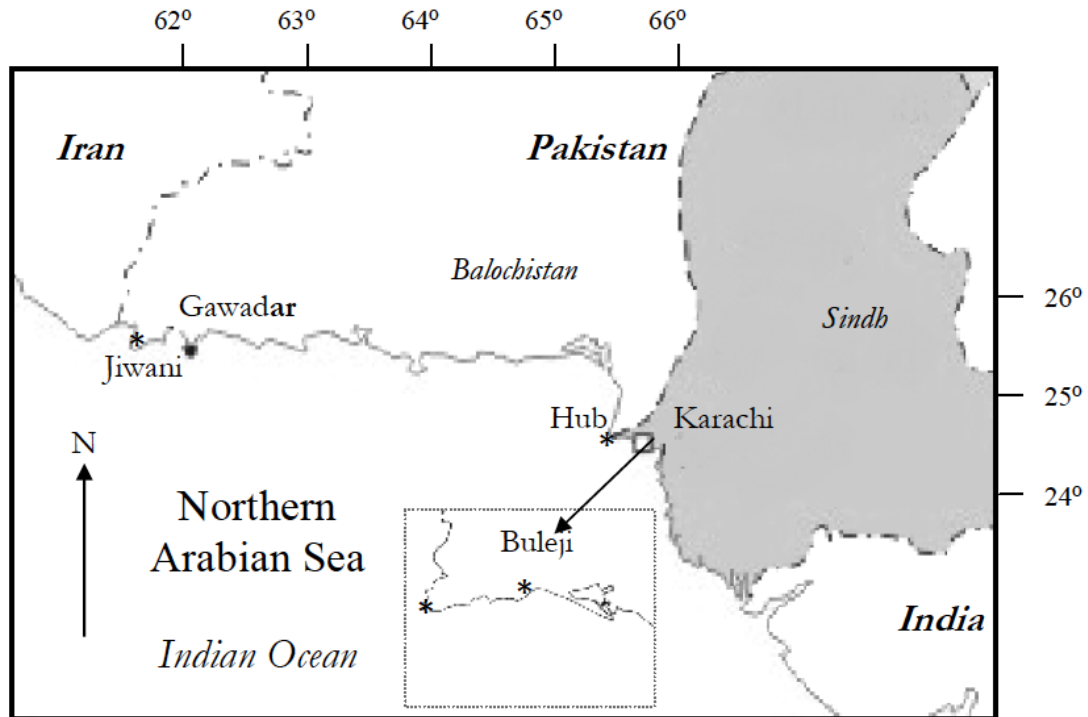 62º 63º 64º 65º 66º
Iran
Pakistan
Balochistan
26º
Gawadar
Sindh
*
Jiwani
25º
Hub
Karachi
*
N
24º
Northern
Arabian Sea
Buleji
*
*
India
Indian Ocean